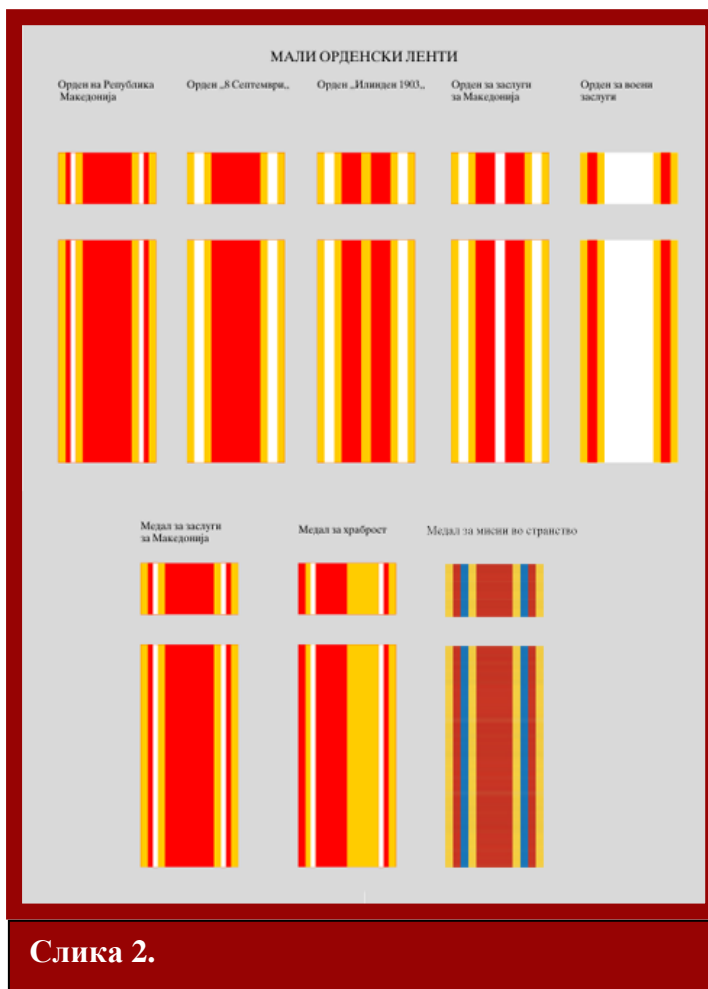 МАЛИ ОРДЕНСКИ ЛЕНТИ
Орден на Република
Македонија
Орден „8 Септември„
Орден „Илинден 1903„
Орден за заслуги
за Македонија
Орден за воени
заслуги
Медал за заслуги
за Македонија
Медал за храброст
Медал за мисии во странство
Слика 2.